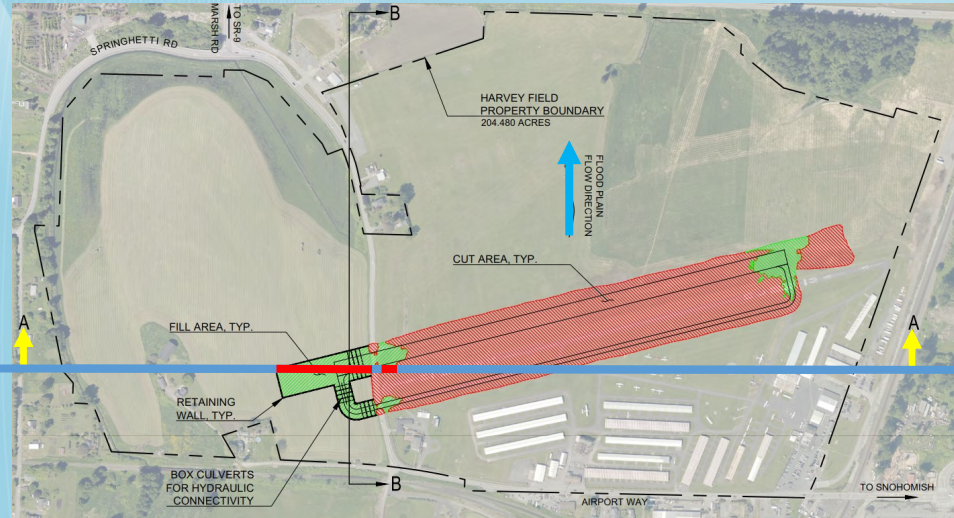 B
TO SR-9
MARSH RD
SPRINGHETTI RD
HARVEY FIELD
PROPERTY BOUNDARY
204.480 ACRES
FLOOD PLAIN
FLOW DIRECTION
CUT AREA, TYP.
A
A
FILL AREA, TYP.
RETAINING
WALL, TYP.
BOX CULVERTS
FOR HYDRAULIC
CONNECTIVITY
B
AIRPORT WAY
TO SNOHOMISH